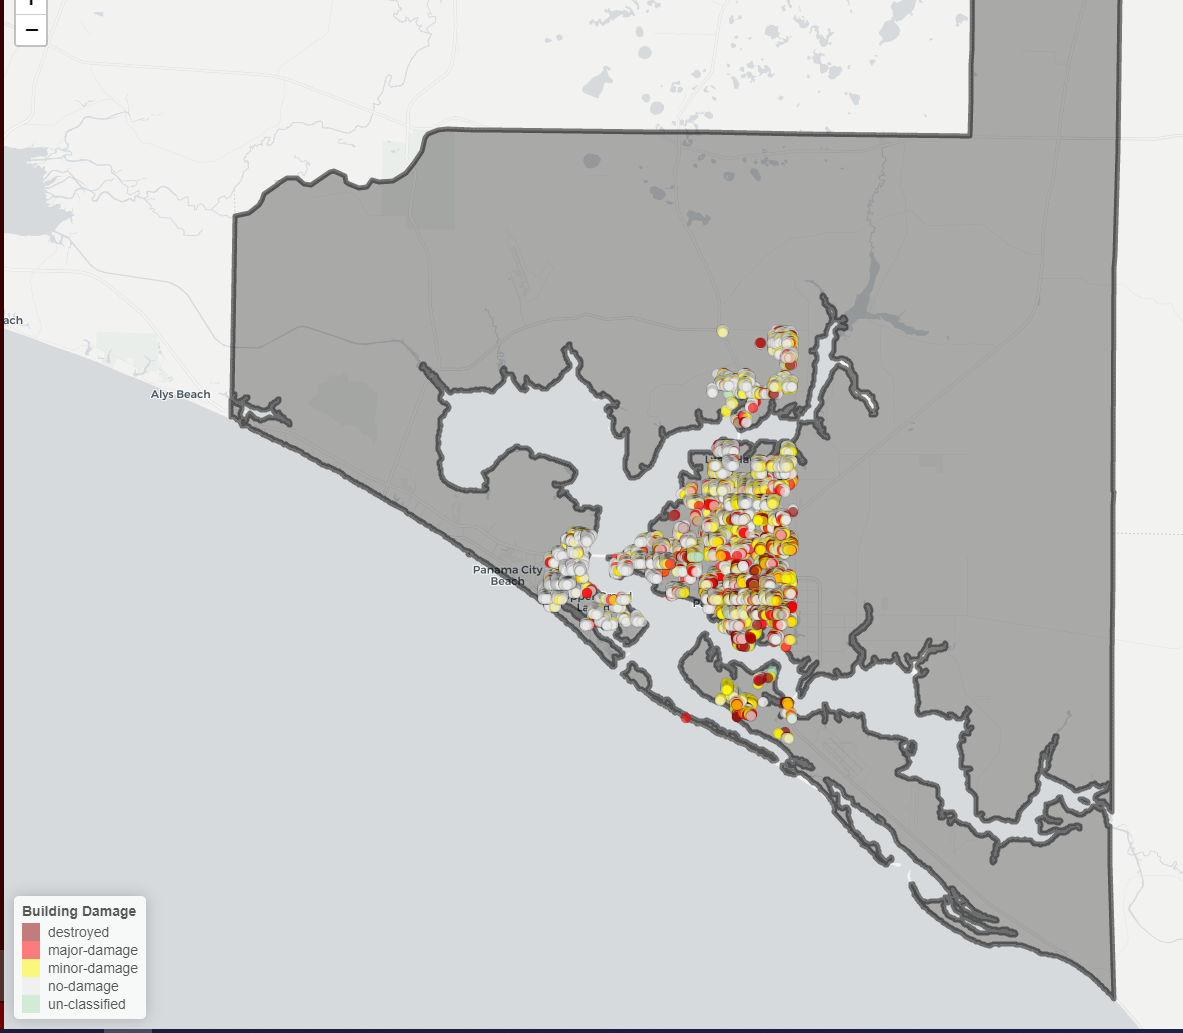 −
ach
Alys Beach
Panama City
Beach
Building Damage
destroyed
major-damage
minor-damage
no-damage
un-classified